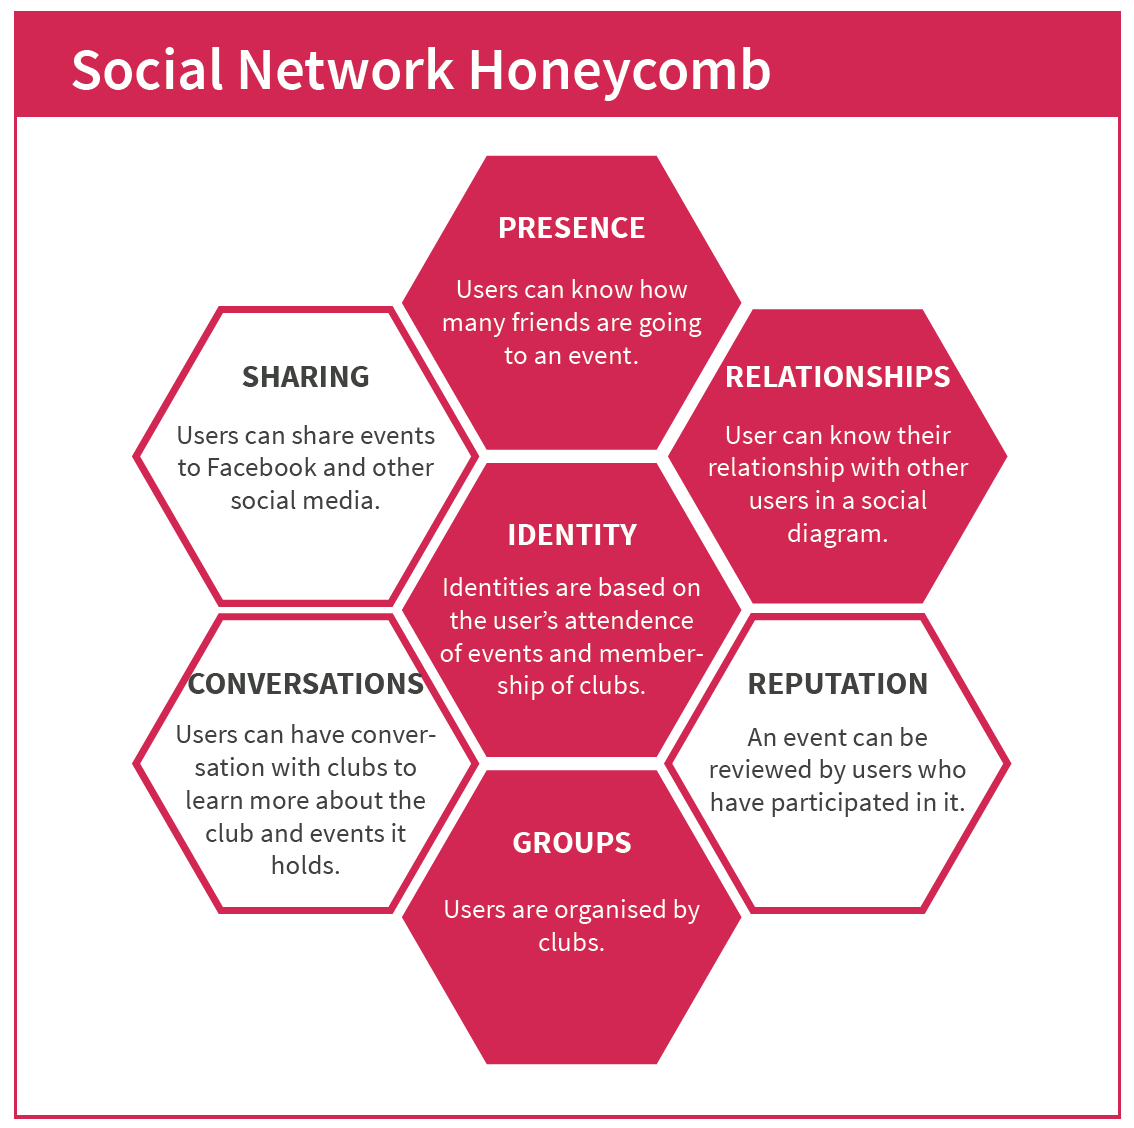 Social Network Honeycomb
PRESENCE
Users can know how
many friends are going
to an event.
SHARING
Users can share events
to Facebook and other
social media.
RELATIONSHIPS
User can know their
relationship with other
users in a social
diagram.
IDENTITY
Identities are based on
the user’s attendence
of events and member-
ship of clubs.
CONVERSATIONS
Users can have conver-
sation with clubs to
learn more about the
club and events it
holds.
REPUTATION
An event can be
reviewed by users who
have participated in it.
GROUPS
Users are organised by
clubs.